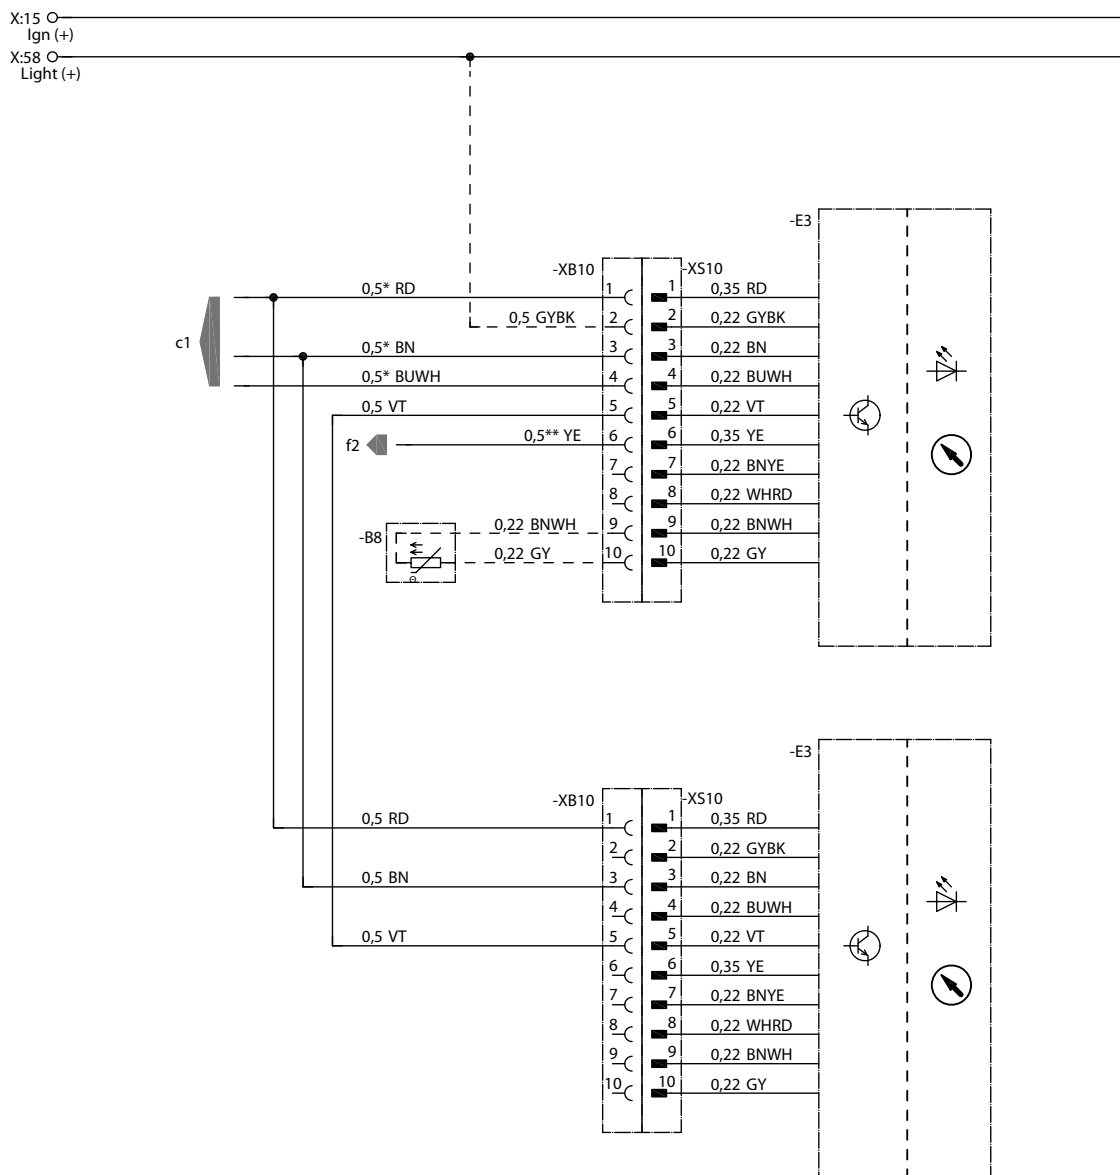 X:15
Ign (+)
X:58
Light (+)
-E3
-XB10 -XS10
0,5* RD 1 1 0,35 RD
0,5 GYBK 2 2 0,22 GYBK
c1
0,5* BN 3 3 0,22 BN
0,5* BUWH 4 4 0,22 BUWH
0,5 VT 5 5 0,22 VT
f2 0,5** YE 6 6 0,35 YE
7 7 0,22 BNYE
8 8 0,22 WHRD
-B8 0,22 BNWH 9 9 0,22 BNWH
0,22 GY 10 10 0,22 GY
Θ
-E3
-XB10 -XS10
0,5 RD 1 1 0,35 RD
2 2 0,22 GYBK
0,5 BN 3 3 0,22 BN
4 4 0,22 BUWH
0,5 VT 5 5 0,22 VT
6 6 0,35 YE
7 7 0,22 BNYE
8 8 0,22 WHRD
9 9 0,22 BNWH
10 10 0,22 GY